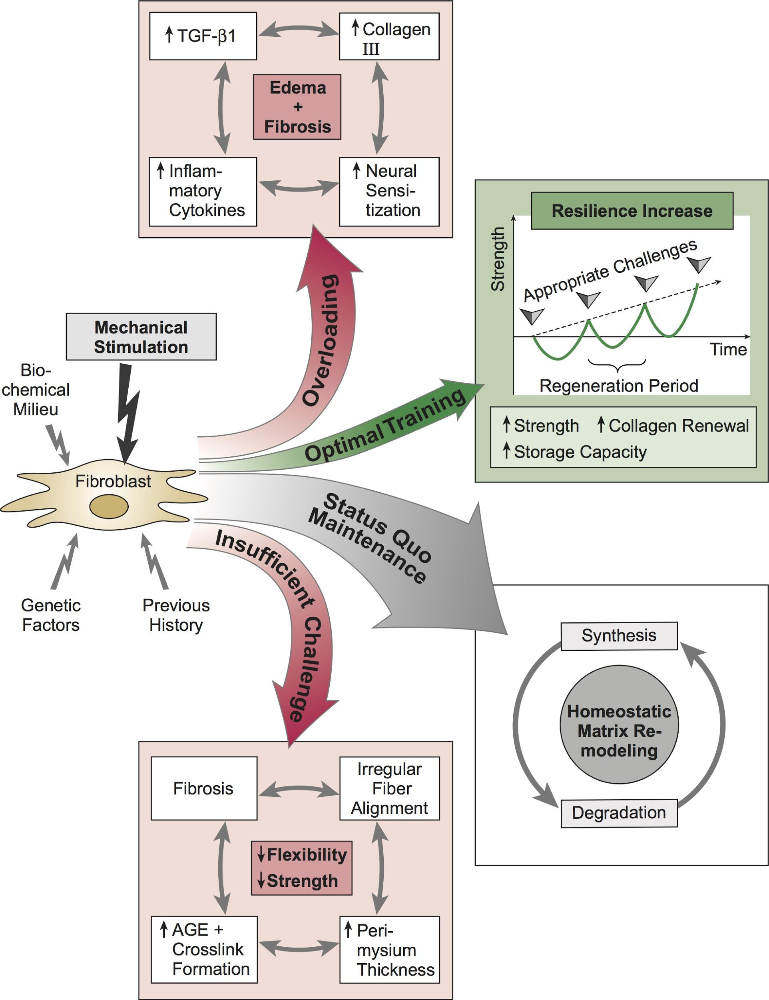 ↑ TGF-β1
↑ Collagen
III
Edema
+
Fibrosis
↑ Inflam-
matory
Cytokines
↑ Neural
Sensi-
tization
Overloading
Resilience Increase
Strength
Appropriate Challenges
Time
Regeneration Period
↑ Strength ↑ Collagen Renewal
↑ Storage Capacity
Optimal Training
Mechanical
Stimulation
Bio-
chemical
Milieu
Fibroblast
Genetic
Factors
Previous
History
Status Quo
Maintenance
Insufficient Challenge
Synthesis
Homeostatic
Matrix Re-
modeling
Degradation
Fibrosis
Irregular
Fiber
Alignment
↓ Flexibility
↓ Strength
↑ AGE +
Crosslink
Formation
↑ Peri-
mysium
Thickness